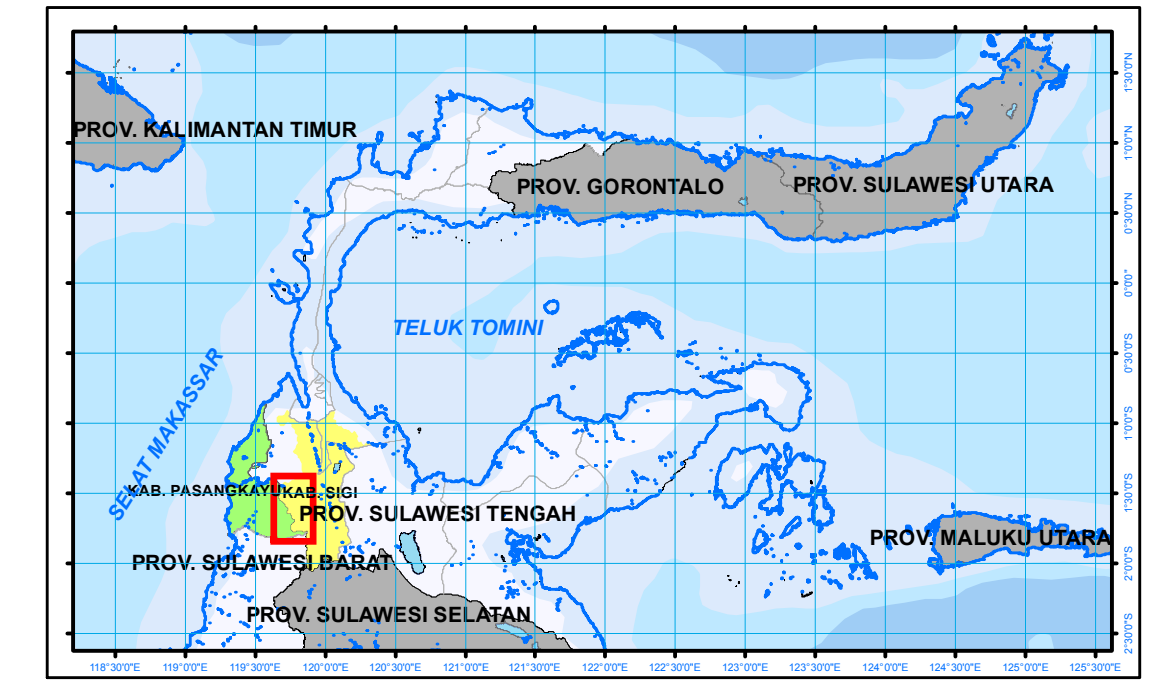 PROV. KALIMANTAN TIMUR
PROV. GORONTALO
PROV. SULAWESI UTARA
TELUK TOMINI
SELAT MAKASSAR
KAB. PASANGKAYU
KAB. SIGI
PROV. SULAWESI TENGAH
PROV. MALUKU UTARA
PROV. SULAWESI BARAT
PROV. SULAWESI SELATAN
1°30'0"N
1°0'0"N
0°30'0"N
0°0'0"
0°30'0"S
1°0'0"S
1°30'0"S
2°0'0"S
2°30'0"S
118°30'0"E
119°0'0"E
119°30'0"E
120°0'0"E
120°30'0"E
121°0'0"E
121°30'0"E
122°0'0"E
122°30'0"E
123°0'0"E
123°30'0"E
124°0'0"E
124°30'0"E
125°0'0"E
125°30'0"E